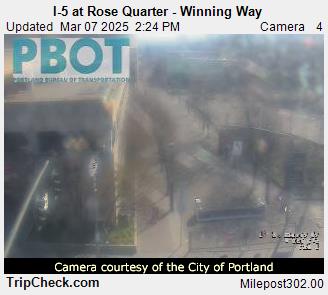 I-5 at Rose Quarter - Winning Way
Updated Mar 07 2025 2:24 PM Camera 4
PBOT
PORTLAND BUREAU OF TRANSPORTATION
Camera courtesy of the City of Portland
TripCheck.com Milepost302.00